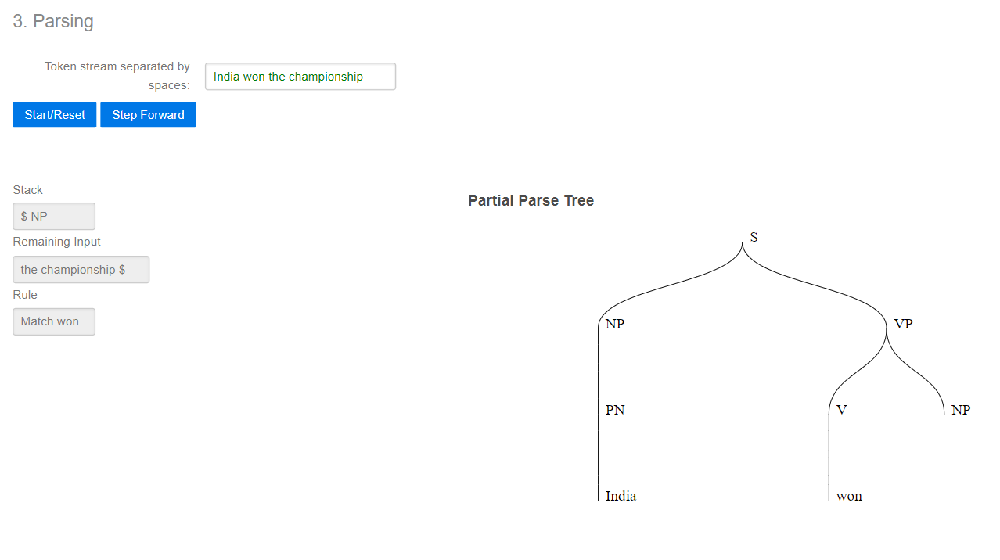 3. Parsing
Token stream separated by
spaces:
India won the championship
Start/Reset
Step Forward
Stack
$ NP
Remaining Input
the championship $
Rule
Match won
Partial Parse Tree
S
NP
VP
PN
V
NP
India
won